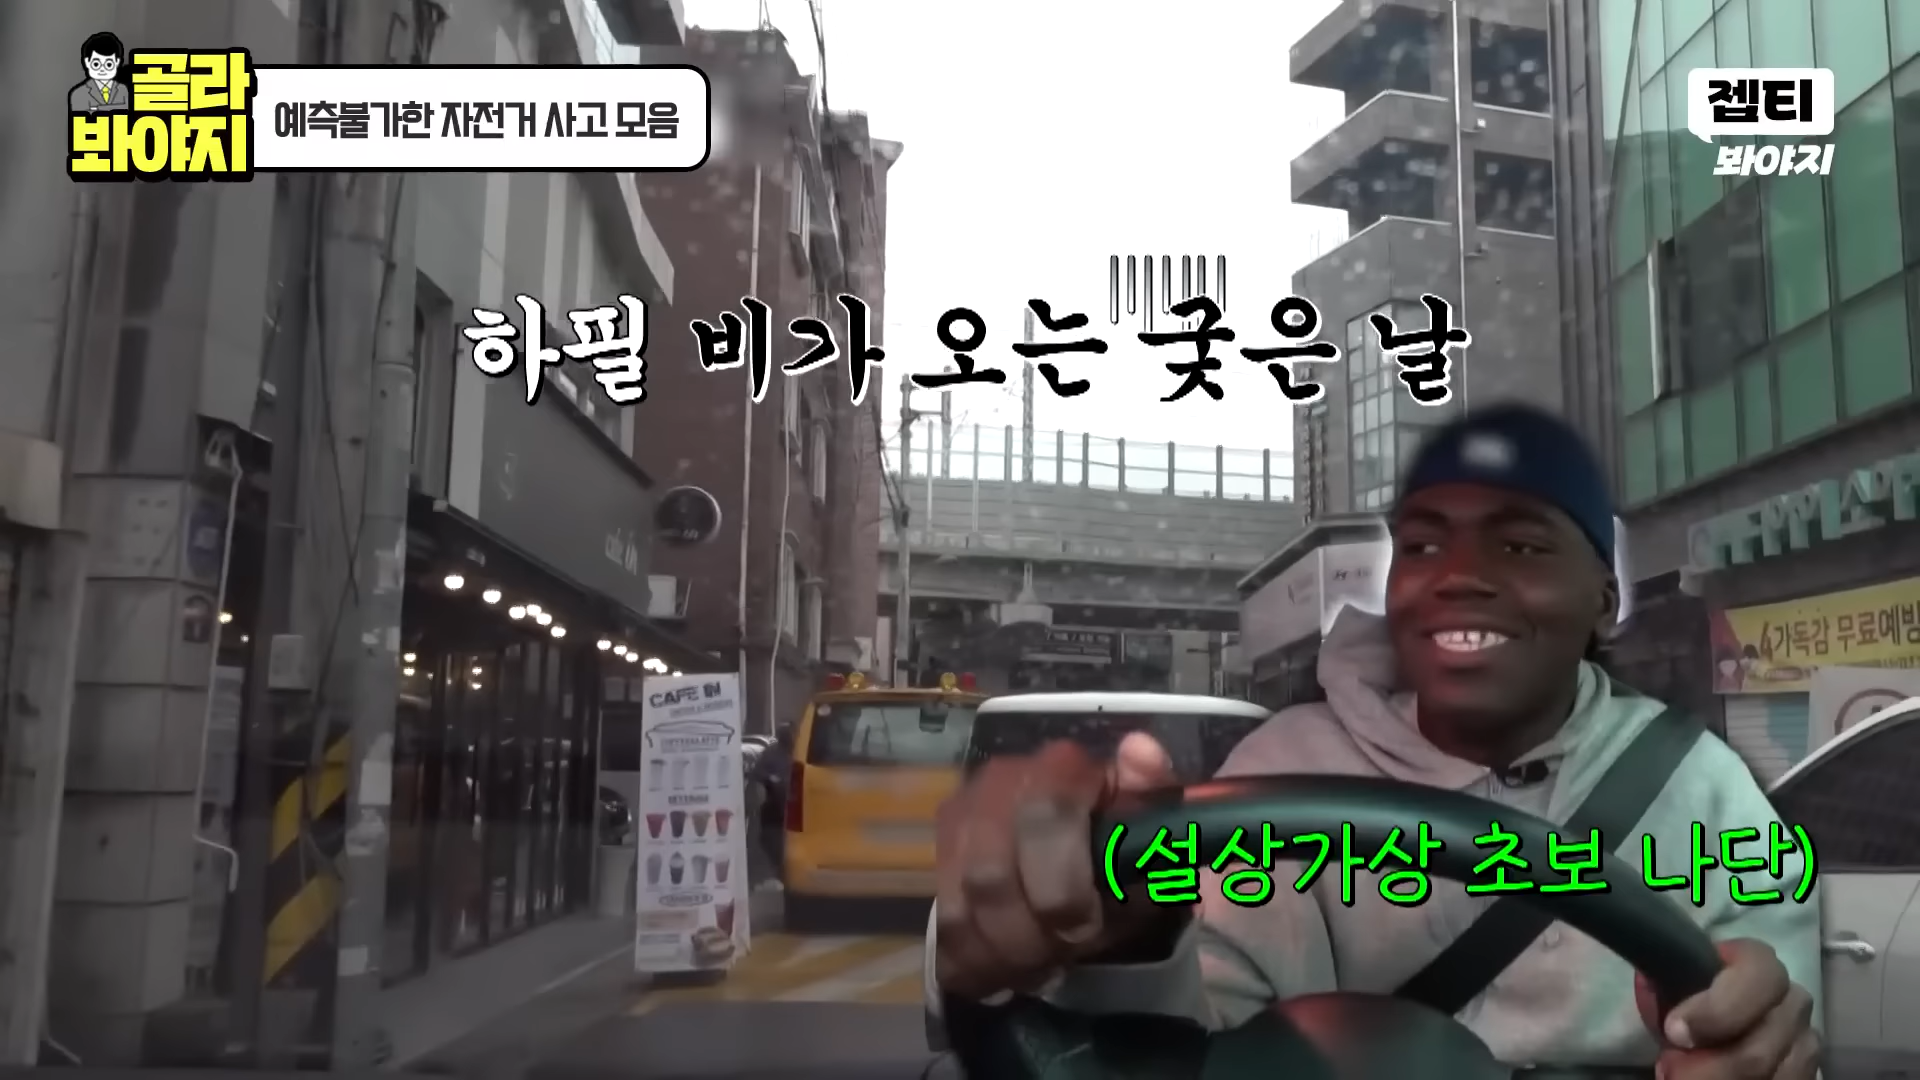 골라
봐야지
예측불가한 자전거 사고 모음
젭티
봐야지
하필 비가 오는 궂은 날
CAFE IN
4가독감 무료예방
(설상가상 초보 나단)